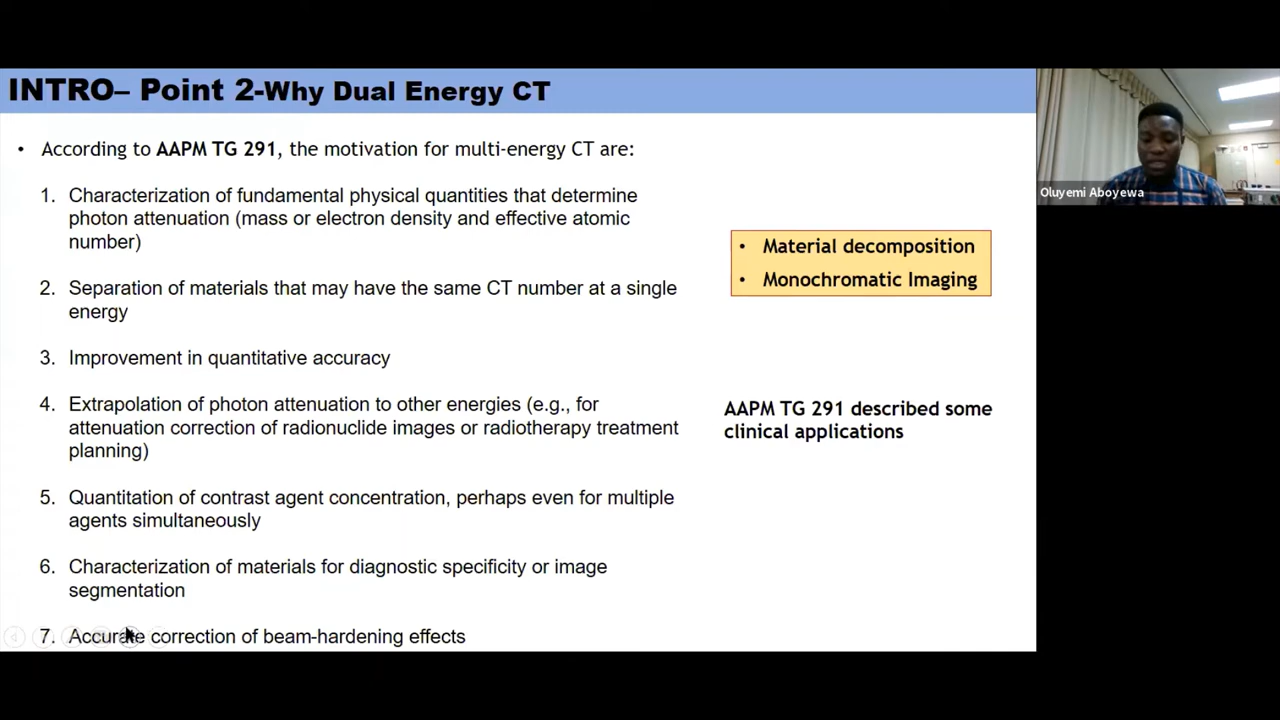 INTRO– Point 2-Why Dual Energy CT
• According to AAPM TG 291, the motivation for multi-energy CT are:
1. Characterization of fundamental physical quantities that determine
photon attenuation (mass or electron density and effective atomic
number)
2. Separation of materials that may have the same CT number at a single
energy
3. Improvement in quantitative accuracy
4. Extrapolation of photon attenuation to other energies (e.g., for
attenuation correction of radionuclide images or radiotherapy treatment
planning)
5. Quantitation of contrast agent concentration, perhaps even for multiple
agents simultaneously
6. Characterization of materials for diagnostic specificity or image
segmentation
7. Accurate correction of beam-hardening effects
• Material decomposition
• Monochromatic Imaging
AAPM TG 291 described some
clinical applications
Oluyemi Aboyewa